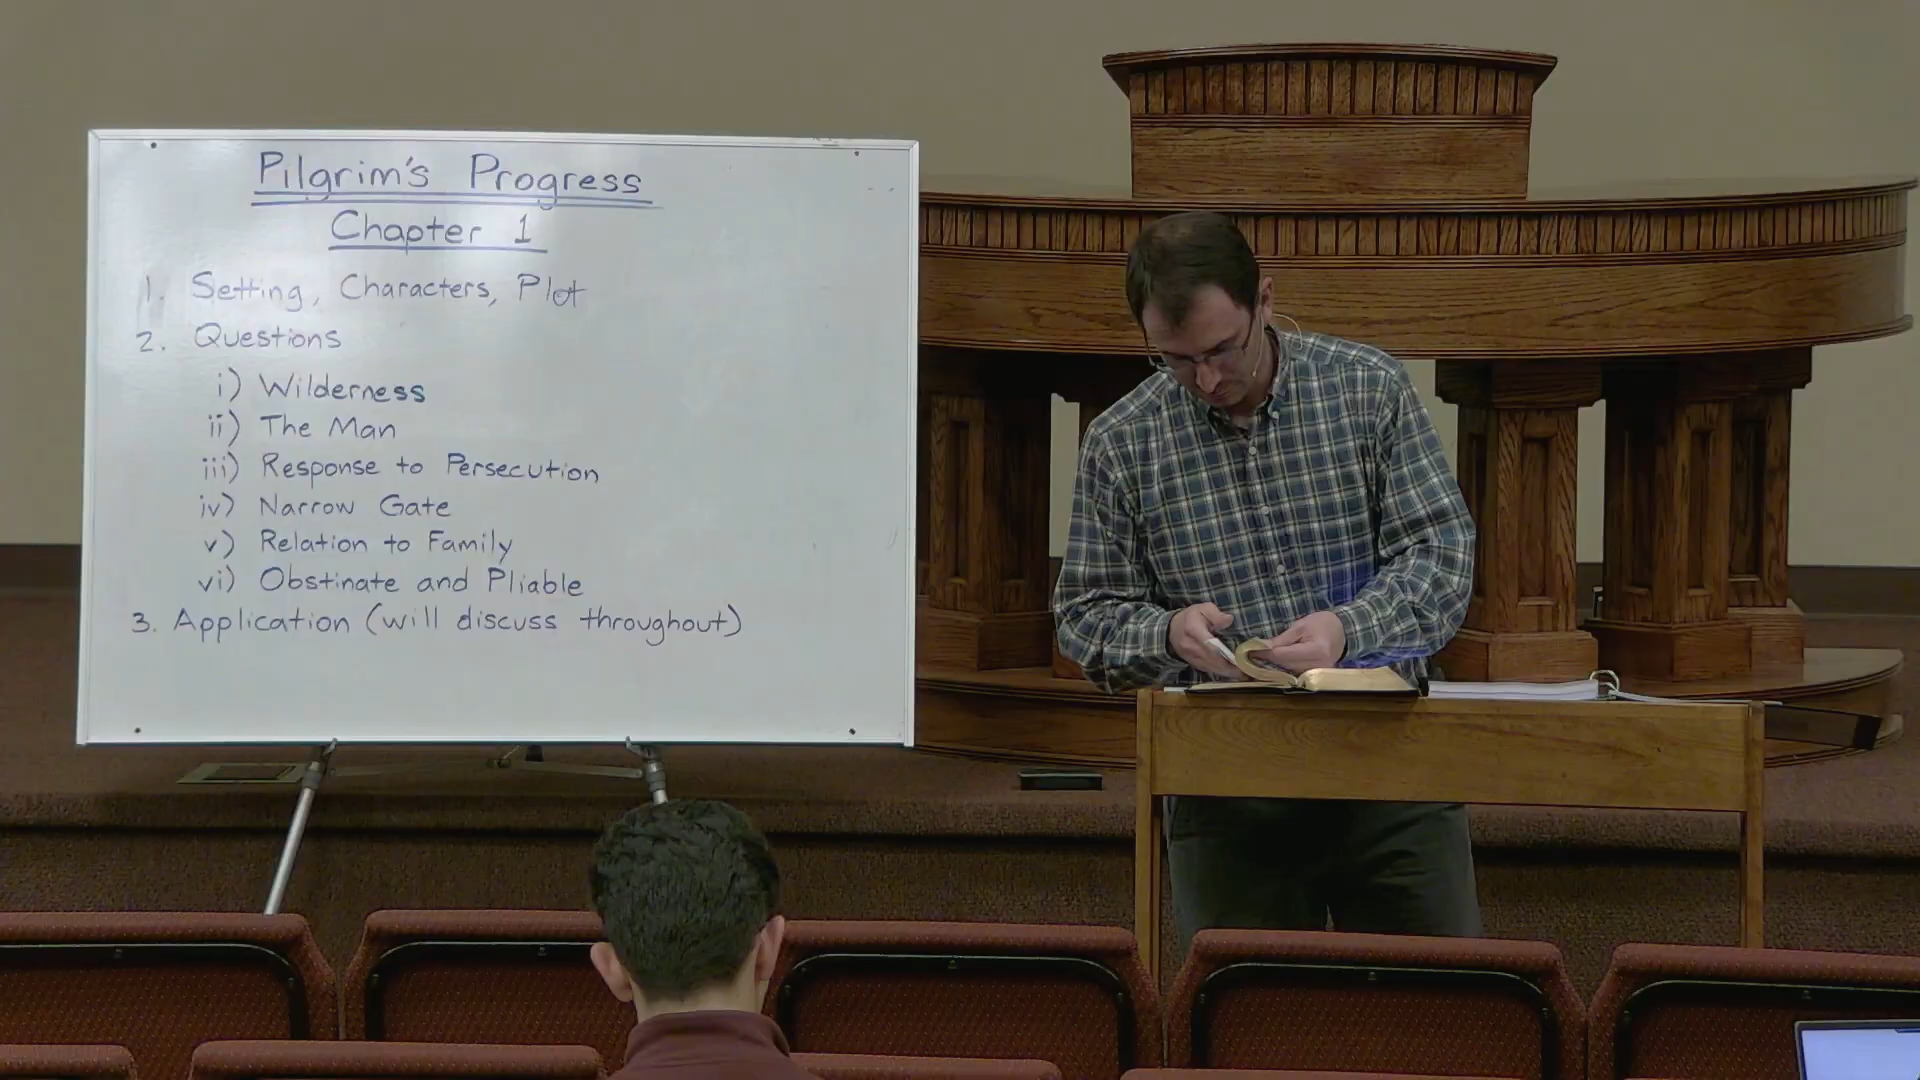 Pilgrim's Progress
Chapter 1
1. Setting, Characters, Plot
2. Questions
i) Wilderness
ii) The Man
iii) Response to Persecution
iv) Narrow Gate
v) Relation to Family
vi) Obstinate and Pliable
3. Application (will discuss throughout)